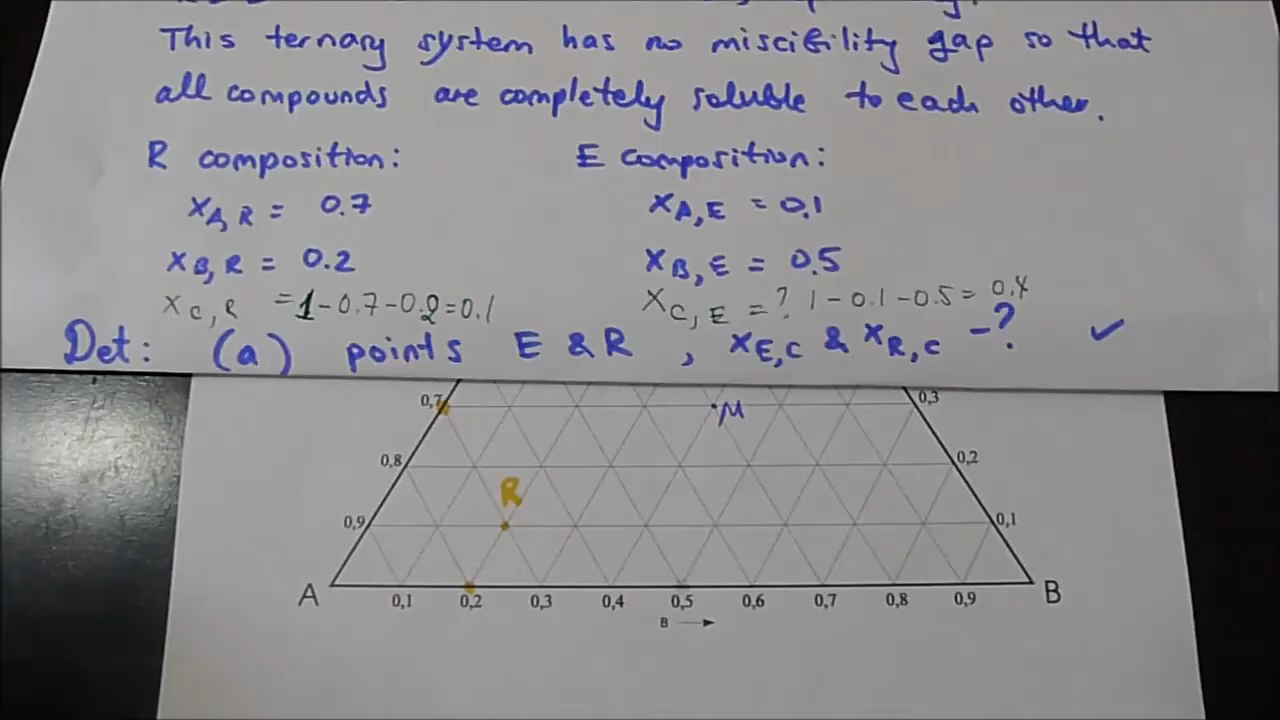 This ternary system has no miscibility gap so that
all compounds are completely soluble to each other.
R composition: E composition:
xA,R = 0.7 xA,E = 0.1
xB,R = 0.2 xB,E = 0.5
xC,R = 1-0.7-0.2=0.1 xC,E = ? 1-0.1-0.5= 0.4
Det: (a) points E & R , xE,C & xR,C -? ✓
0,7 M 0,3
0,8 0,2
R
0,9 0,1
A B
0,1 0,2 0,3 0,4 0,5 0,6 0,7 0,8 0,9
B →